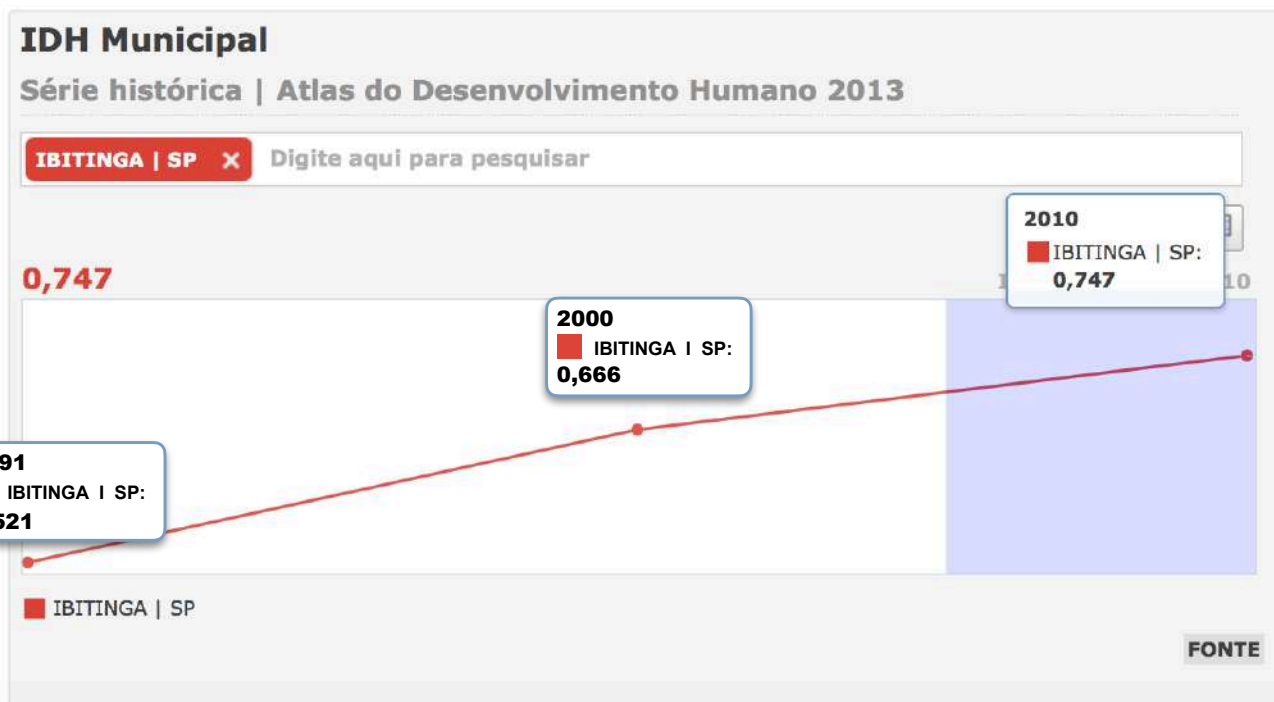 IDH Municipal
Série histórica | Atlas do Desenvolvimento Humano 2013
IBITINGA | SP × Digite aqui para pesquisar
2010
IBITINGA | SP:
0,747
0,747
10
2000
IBITINGA I SP:
0,666
91
IBITINGA I SP:
521
IBITINGA | SP
FONTE